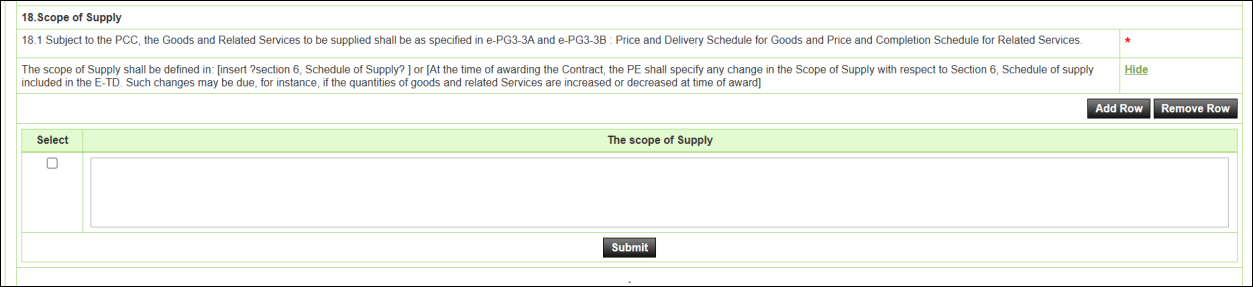 18.Scope of Supply
18.1 Subject to the PCC, the Goods and Related Services to be supplied shall be as specified in e-PG3-3A and e-PG3-3B : Price and Delivery Schedule for Goods and Price and Completion Schedule for Related Services. *
The scope of Supply shall be defined in: [insert ?section 6, Schedule of Supply? ] or [At the time of awarding the Contract, the PE shall specify any change in the Scope of Supply with respect to Section 6, Schedule of supply
included in the E-TD. Such changes may be due, for instance, if the quantities of goods and related Services are increased or decreased at time of award]
Hide
Add Row Remove Row
Select The scope of Supply
Submit
.